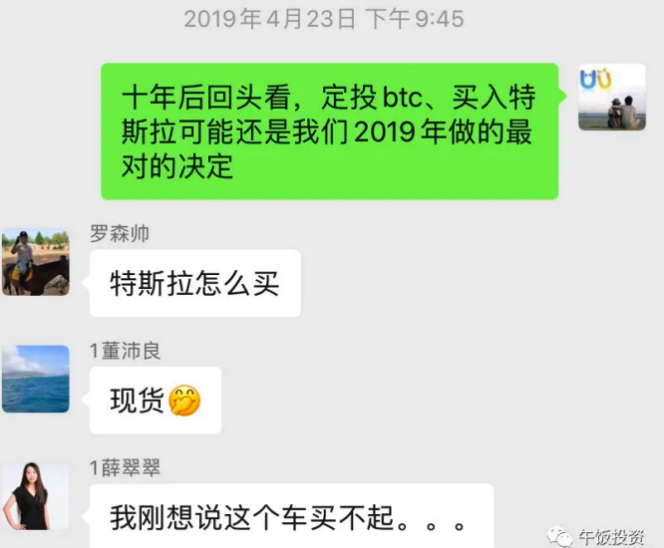 2019年4月23日 下午9:45
十年后回头看，定投btc、买入特
斯拉可能还是我们2019年做的最
对的决定
罗森帅
特斯拉怎么买
1董沛良
现货🤭
1薛翠翠
我刚想说这个车买不起。。。
午饭投资